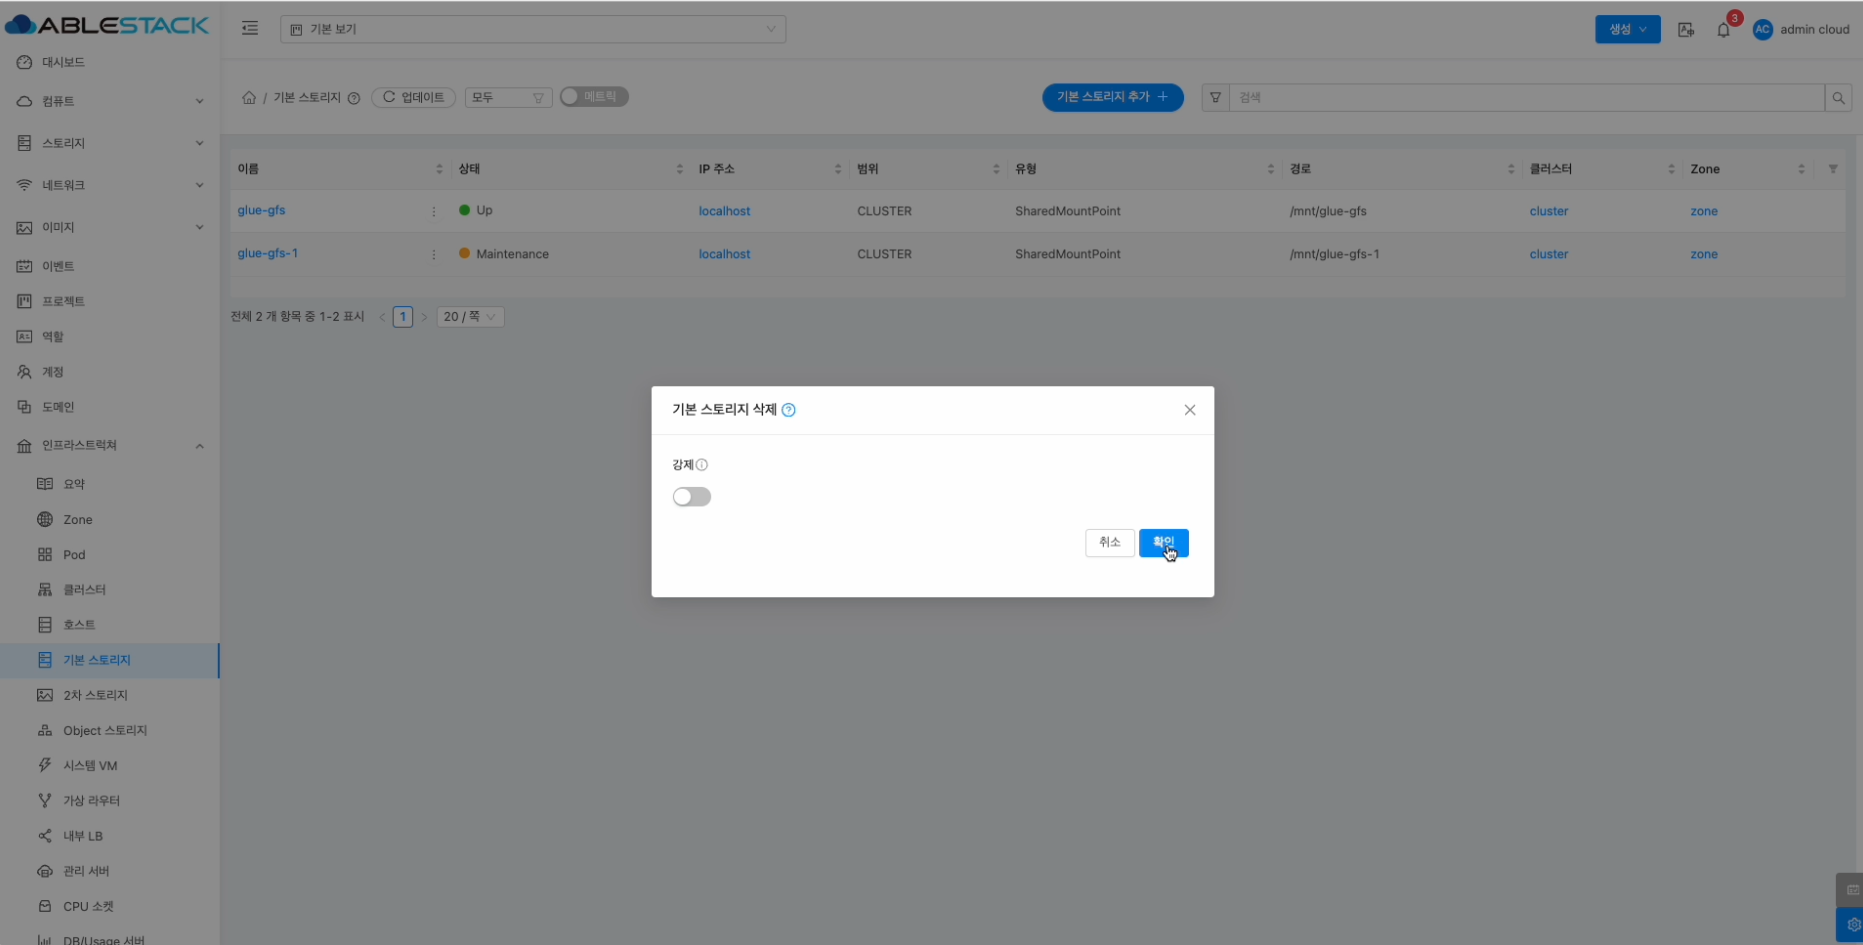 ABLESTACK
기본 보기
생성
3
AC
admin cloud
대시보드
컴퓨트
스토리지
네트워크
이미지
이벤트
프로젝트
역할
계정
도메인
인프라스트럭쳐
요약
Zone
Pod
클러스터
호스트
기본 스토리지
2차 스토리지
Object 스토리지
시스템 VM
가상 라우터
내부 LB
관리 서버
CPU 소켓
DB/Usage 서버
/ 기본 스토리지
업데이트
모두
메트릭
기본 스토리지 추가 +
검색
이름 상태 IP 주소 범위 유형 경로 클러스터 Zone
glue-gfs Up localhost CLUSTER SharedMountPoint /mnt/glue-gfs cluster zone
glue-gfs-1 Maintenance localhost CLUSTER SharedMountPoint /mnt/glue-gfs-1 cluster zone
전체 2 개 항목 중 1-2 표시 < 1 > 20 / 쪽
기본 스토리지 삭제
강제
취소 확인